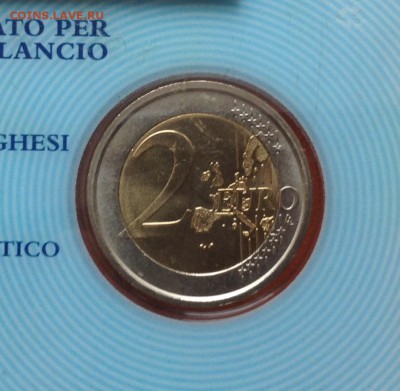 COINS.LAVE.RU
ATO PER
LANCIO
GHESI
TICO
2 EURO